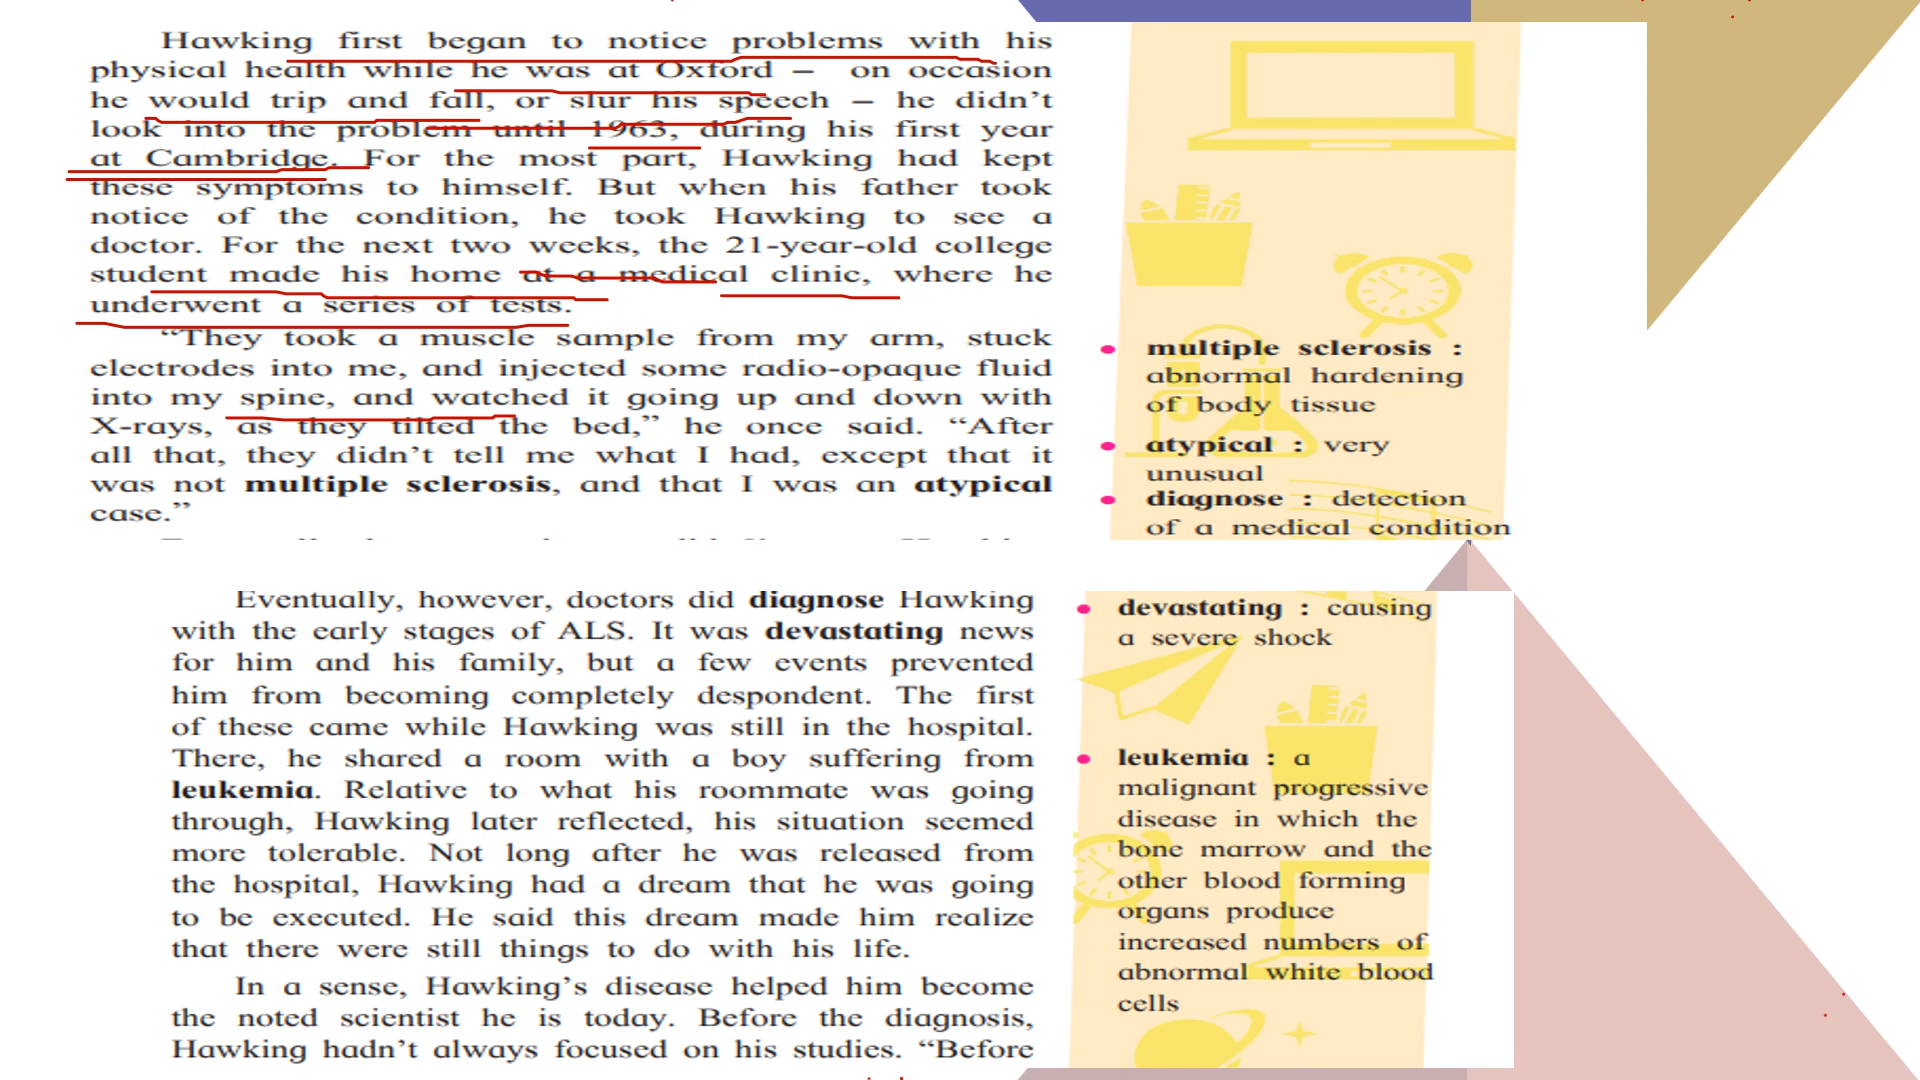 Hawking first began to notice problems with his
physical health while he was at Oxford – on occasion
he would trip and fall, or slur his speech – he didn't
look into the problem until 1963, during his first year
at Cambridge. For the most part, Hawking had kept
these symptoms to himself. But when his father took
notice of the condition, he took Hawking to see a
doctor. For the next two weeks, the 21-year-old college
student made his home at a medical clinic, where he
underwent a series of tests.
“They took a muscle sample from my arm, stuck
electrodes into me, and injected some radio-opaque fluid
into my spine, and watched it going up and down with
X-rays, as they tilted the bed,” he once said. “After
all that, they didn't tell me what I had, except that it
was not multiple sclerosis, and that I was an atypical
case.”
• multiple sclerosis :
abnormal hardening
of body tissue
• atypical : very
unusual
• diagnose : detection
of a medical condition
Eventually, however, doctors did diagnose Hawking
with the early stages of ALS. It was devastating news
for him and his family, but a few events prevented
him from becoming completely despondent. The first
of these came while Hawking was still in the hospital.
There, he shared a room with a boy suffering from
leukemia. Relative to what his roommate was going
through, Hawking later reflected, his situation seemed
more tolerable. Not long after he was released from
the hospital, Hawking had a dream that he was going
to be executed. He said this dream made him realize
that there were still things to do with his life.
In a sense, Hawking's disease helped him become
the noted scientist he is today. Before the diagnosis,
Hawking hadn't always focused on his studies. “Before
• devastating : causing
a severe shock
• leukemia : a
malignant progressive
disease in which the
bone marrow and the
other blood forming
organs produce
increased numbers of
abnormal white blood
cells